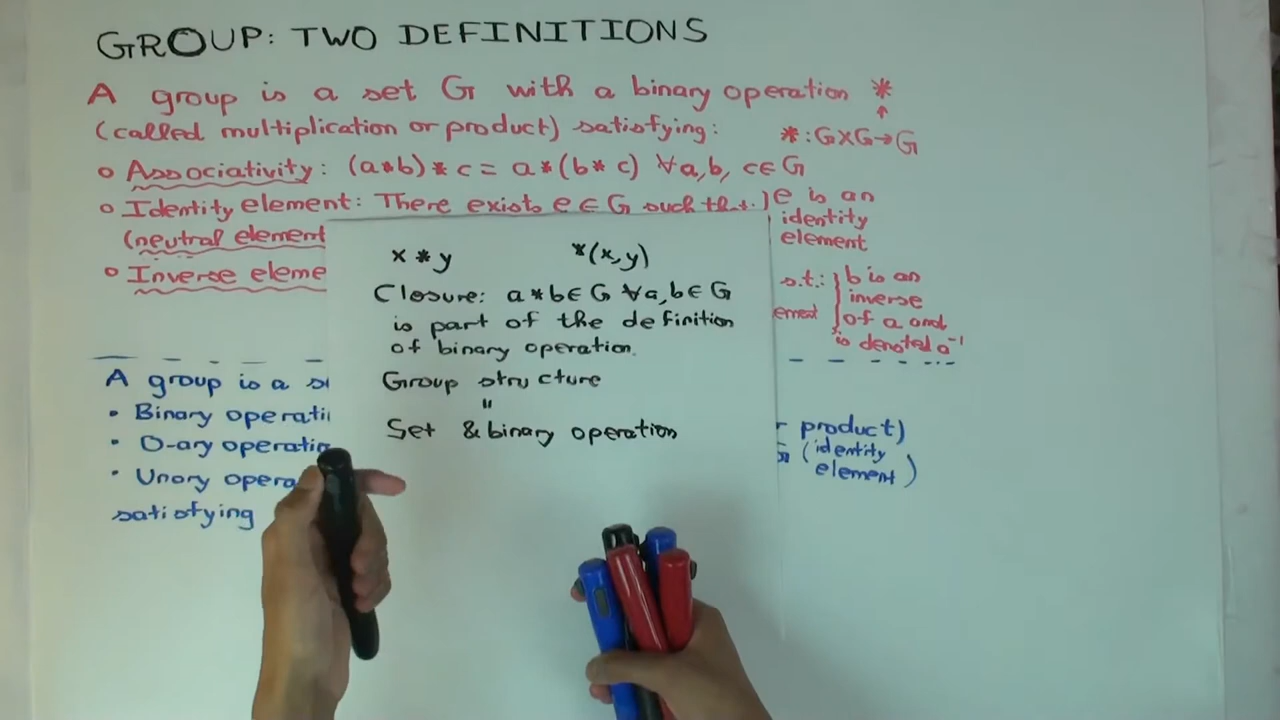 GROUP: TWO DEFINITIONS
A group is a set G with a binary operation *
(called multiplication or product) satisfying: *: G×G→G
o Associativity: (a*b)*c = a*(b*c) ∀a,b, c∈G
o Identity element: There exists e∈G such that: e is an
(neutral element identity
element
o Inverse eleme s.t.: b is an
inverse
ement of a and
is denoted a⁻¹
x * y *(x,y)
Closure: a*b∈G ∀a,b∈G
is part of the definition
of binary operation.
Group structure
"
Set & binary operation
A group is a s
• Binary operati r product)
• 0-ary operatio (identity
element)
• Unary opera
satisfying